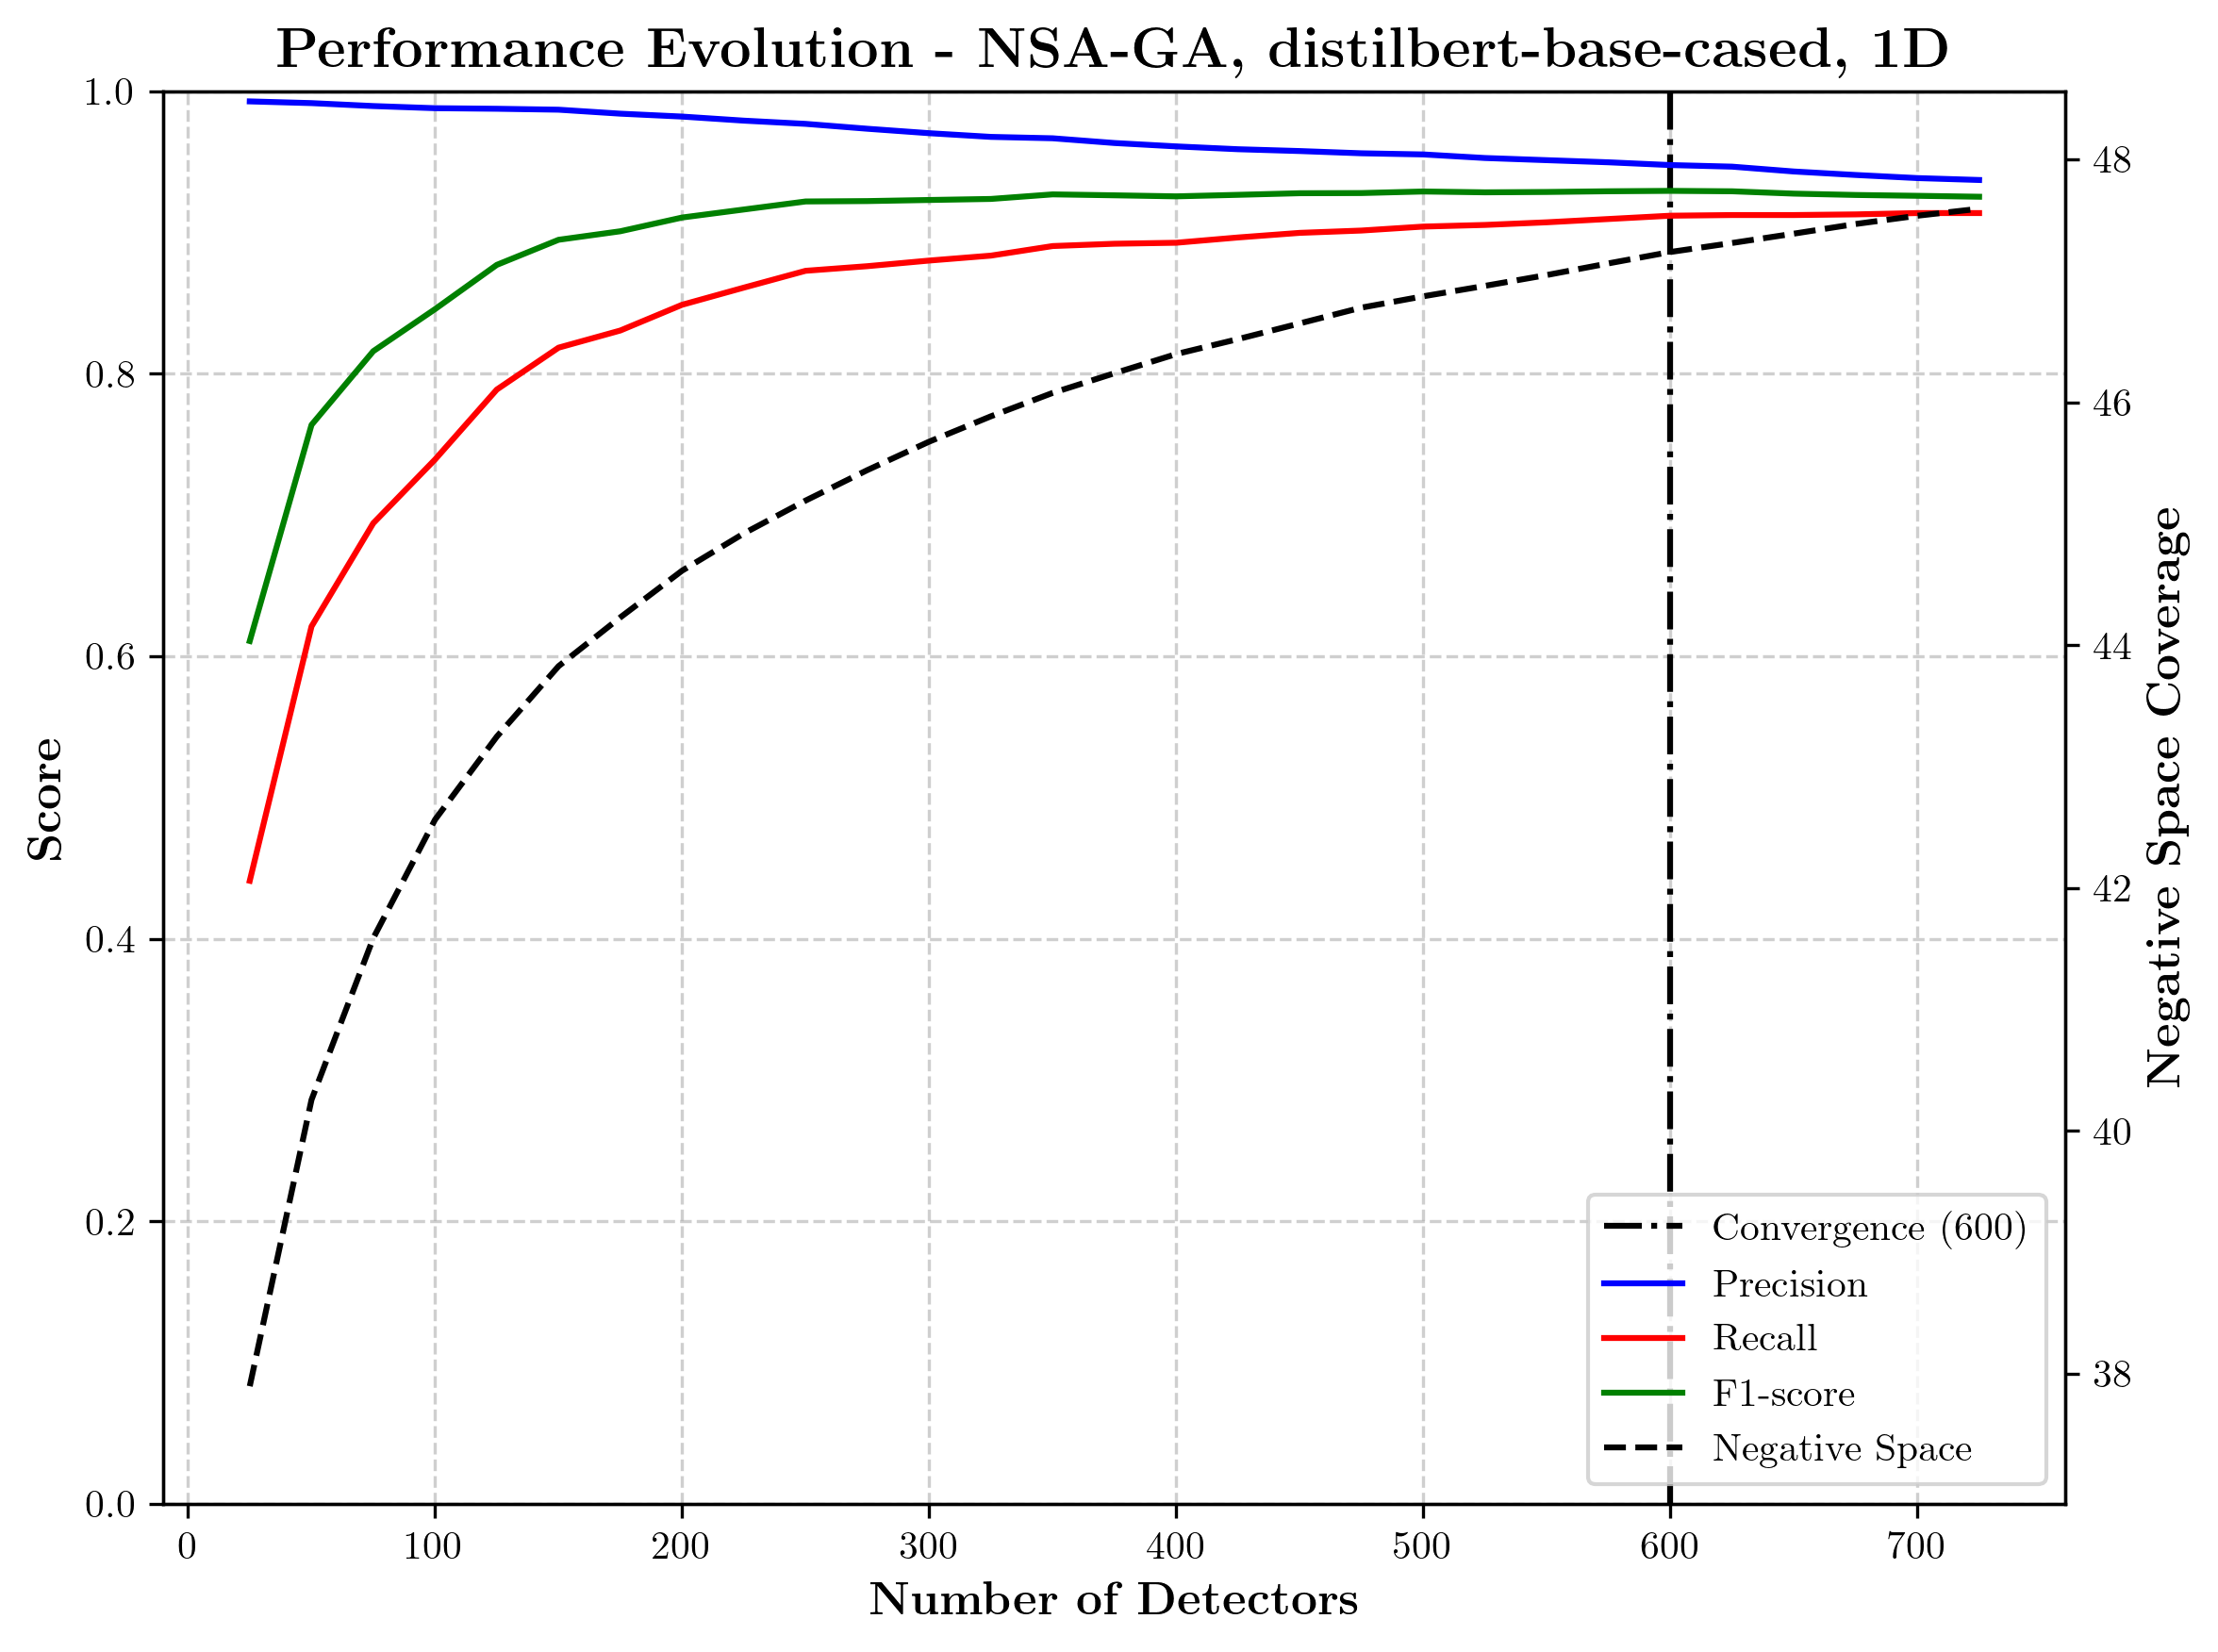 Performance Evolution - NSA-GA, distilbert-base-cased, 1D
1.0
0.8
0.6
0.4
0.2
0.0
Score
48
46
44
42
40
38
Negative Space Coverage
Convergence (600)
Precision
Recall
F1-score
Negative Space
0 100 200 300 400 500 600 700
Number of Detectors